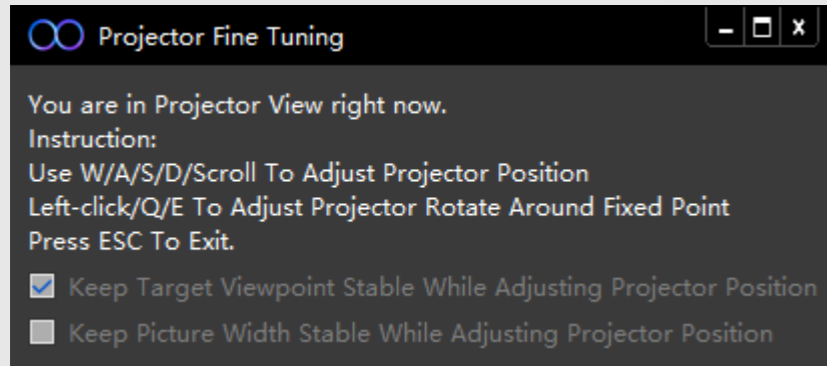 Projector Fine Tuning
You are in Projector View right now.
Instruction:
Use W/A/S/D/Scroll To Adjust Projector Position
Left-click/Q/E To Adjust Projector Rotate Around Fixed Point
Press ESC To Exit.
Keep Target Viewpoint Stable While Adjusting Projector Position
Keep Picture Width Stable While Adjusting Projector Position